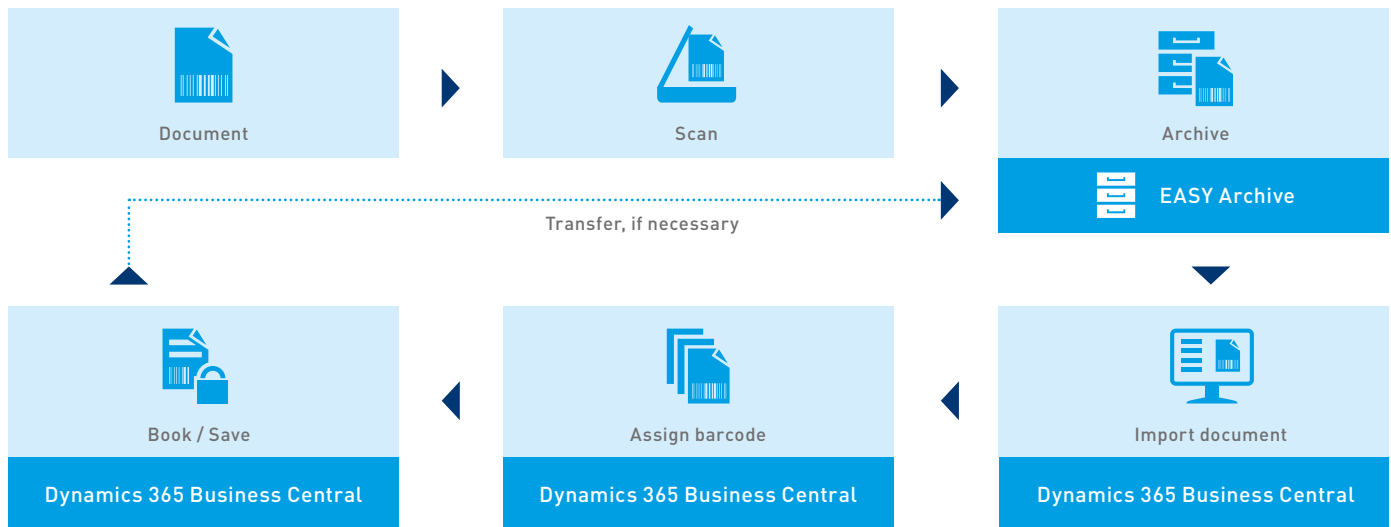 Document
Scan
Archive
EASY Archive
Transfer, if necessary
Book / Save
Assign barcode
Import document
Dynamics 365 Business Central
Dynamics 365 Business Central
Dynamics 365 Business Central